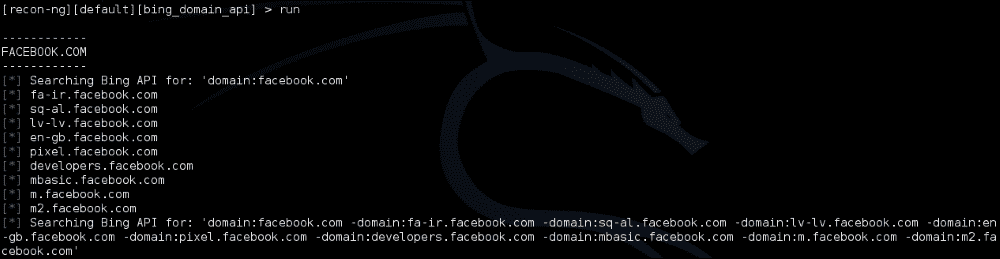 [recon-ng][default][bing_domain_api] > run
------------
FACEBOOK.COM
------------
[*] Searching Bing API for: 'domain:facebook.com'
[*] fa-ir.facebook.com
[*] sq-al.facebook.com
[*] lv-lv.facebook.com
[*] en-gb.facebook.com
[*] pixel.facebook.com
[*] developers.facebook.com
[*] mbasic.facebook.com
[*] m.facebook.com
[*] m2.facebook.com
[*] Searching Bing API for: 'domain:facebook.com -domain:fa-ir.facebook.com -domain:sq-al.facebook.com -domain:lv-lv.facebook.com -domain:en
-gb.facebook.com -domain:pixel.facebook.com -domain:developers.facebook.com -domain:mbasic.facebook.com -domain:m.facebook.com -domain:m2.fa
cebook.com'